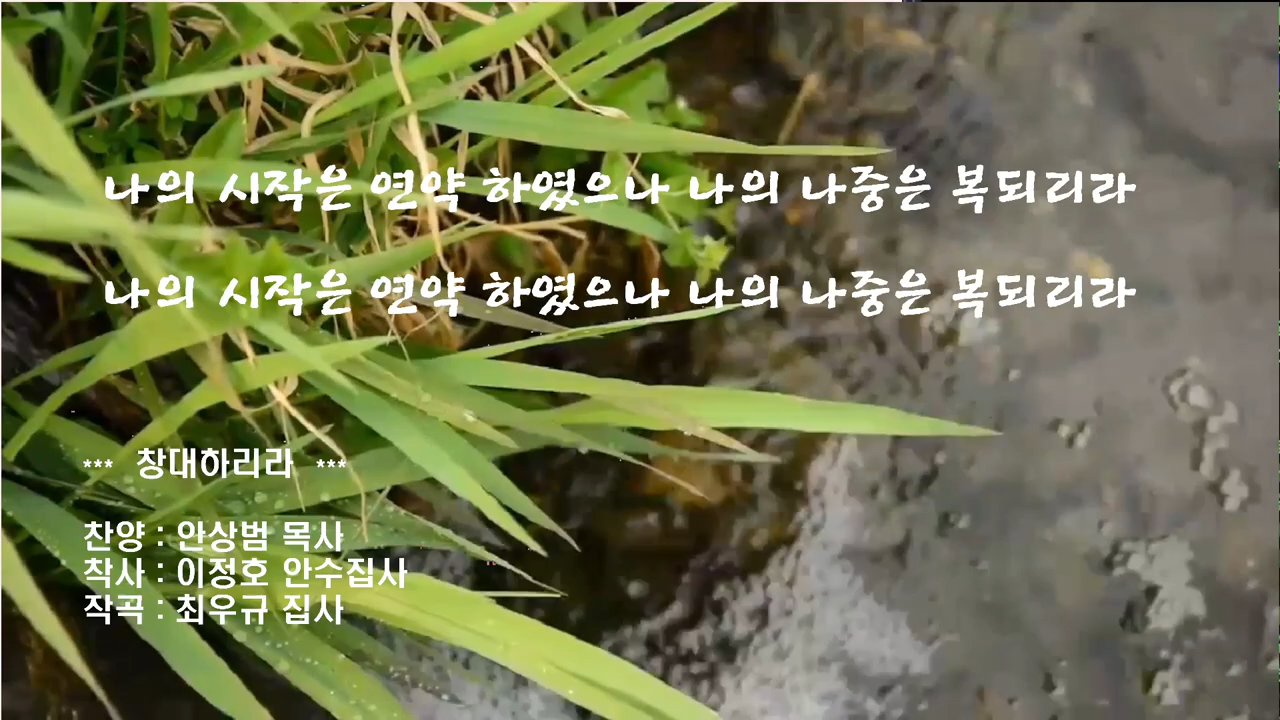 나의 시작은 연약 하였으나 나의 나중은 복되리라
나의 시작은 연약 하였으나 나의 나중은 복되리라
*** 창대하리라 ***
찬양 : 안상범 목사
착사 : 이정호 안수집사
작곡 : 최우규 집사